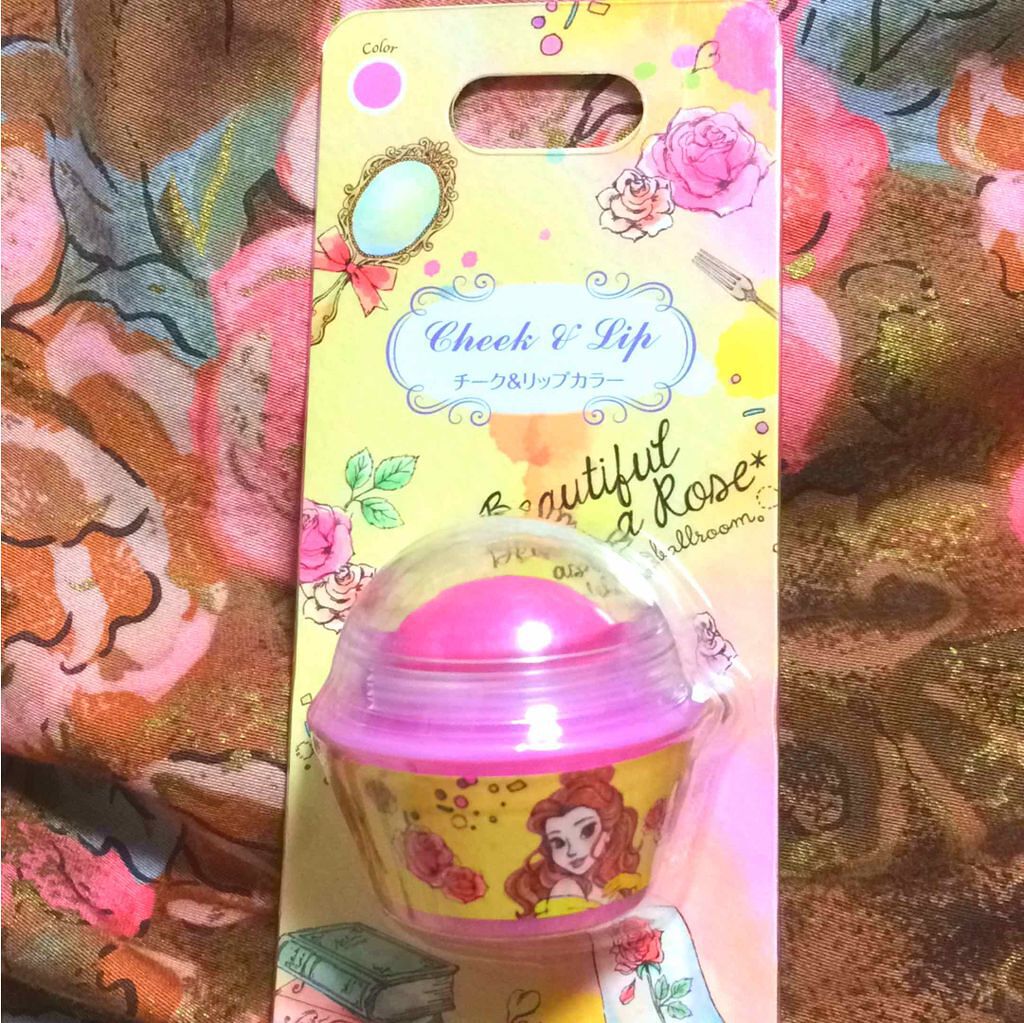 Color
Cheek & Lip
チーク&リップカラー
Beautiful
a Rose*
ballroom.